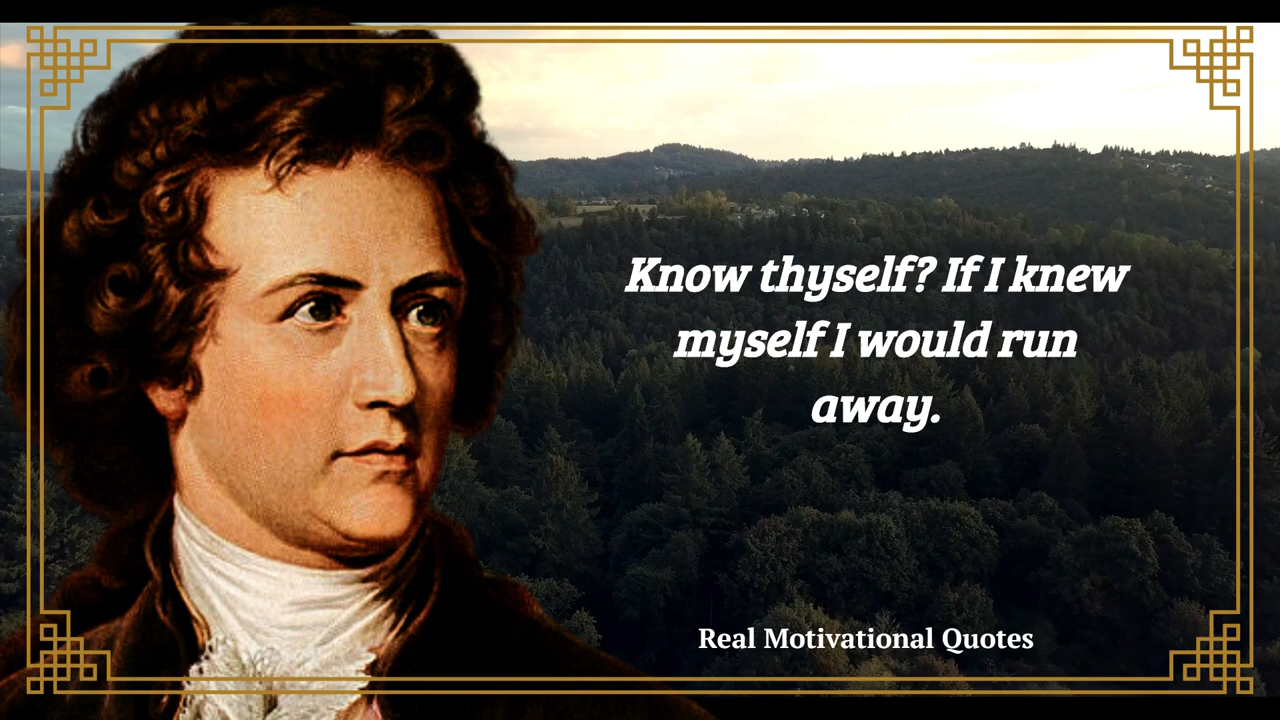 Know thyself? If I knew
myself I would run
away.
Real Motivational Quotes